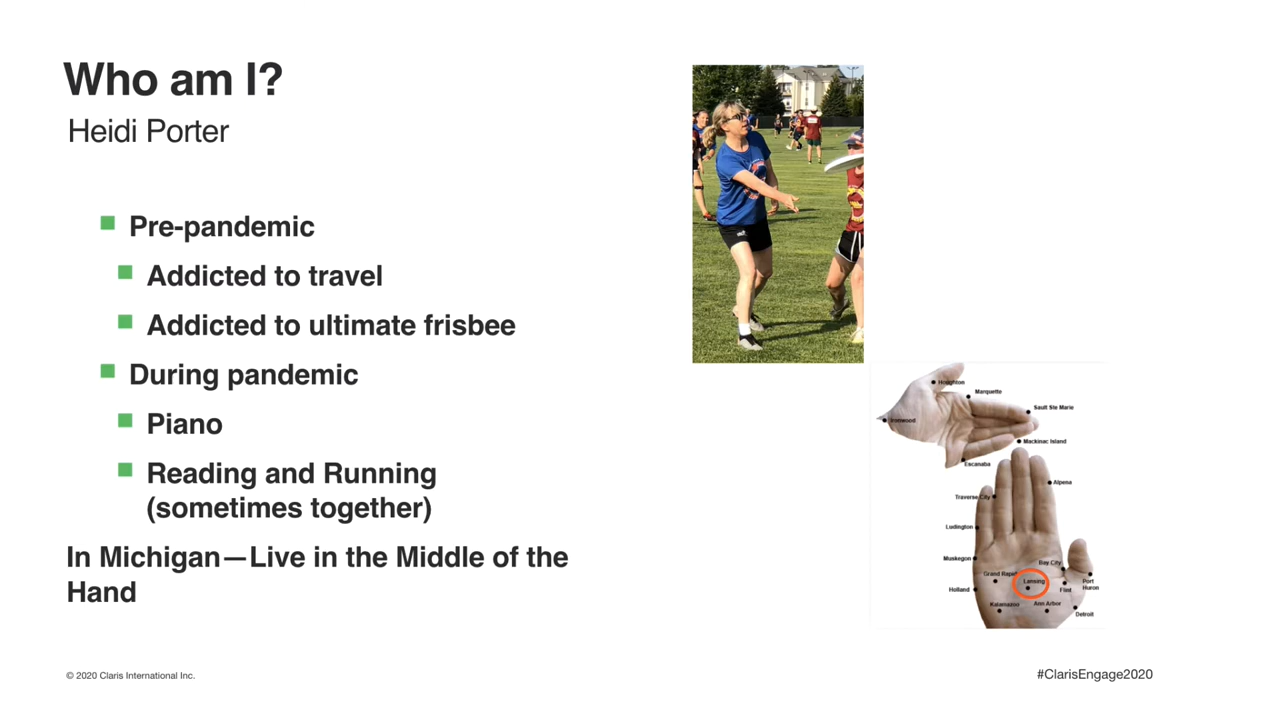 Who am I?
Heidi Porter
Pre-pandemic
Addicted to travel
Addicted to ultimate frisbee
During pandemic
Piano
Reading and Running
(sometimes together)
In Michigan—Live in the Middle of the
Hand
Houghton
Marquette
Sault Ste Marie
Ironwood
Mackinac Island
Escanaba
Alpena
Traverse City
Ludington
Muskegon
Bay City
Grand Rapids
Lansing
Port
Huron
Holland
Flint
Kalamazoo
Ann Arbor
Detroit
© 2020 Claris International Inc.
#ClarisEngage2020